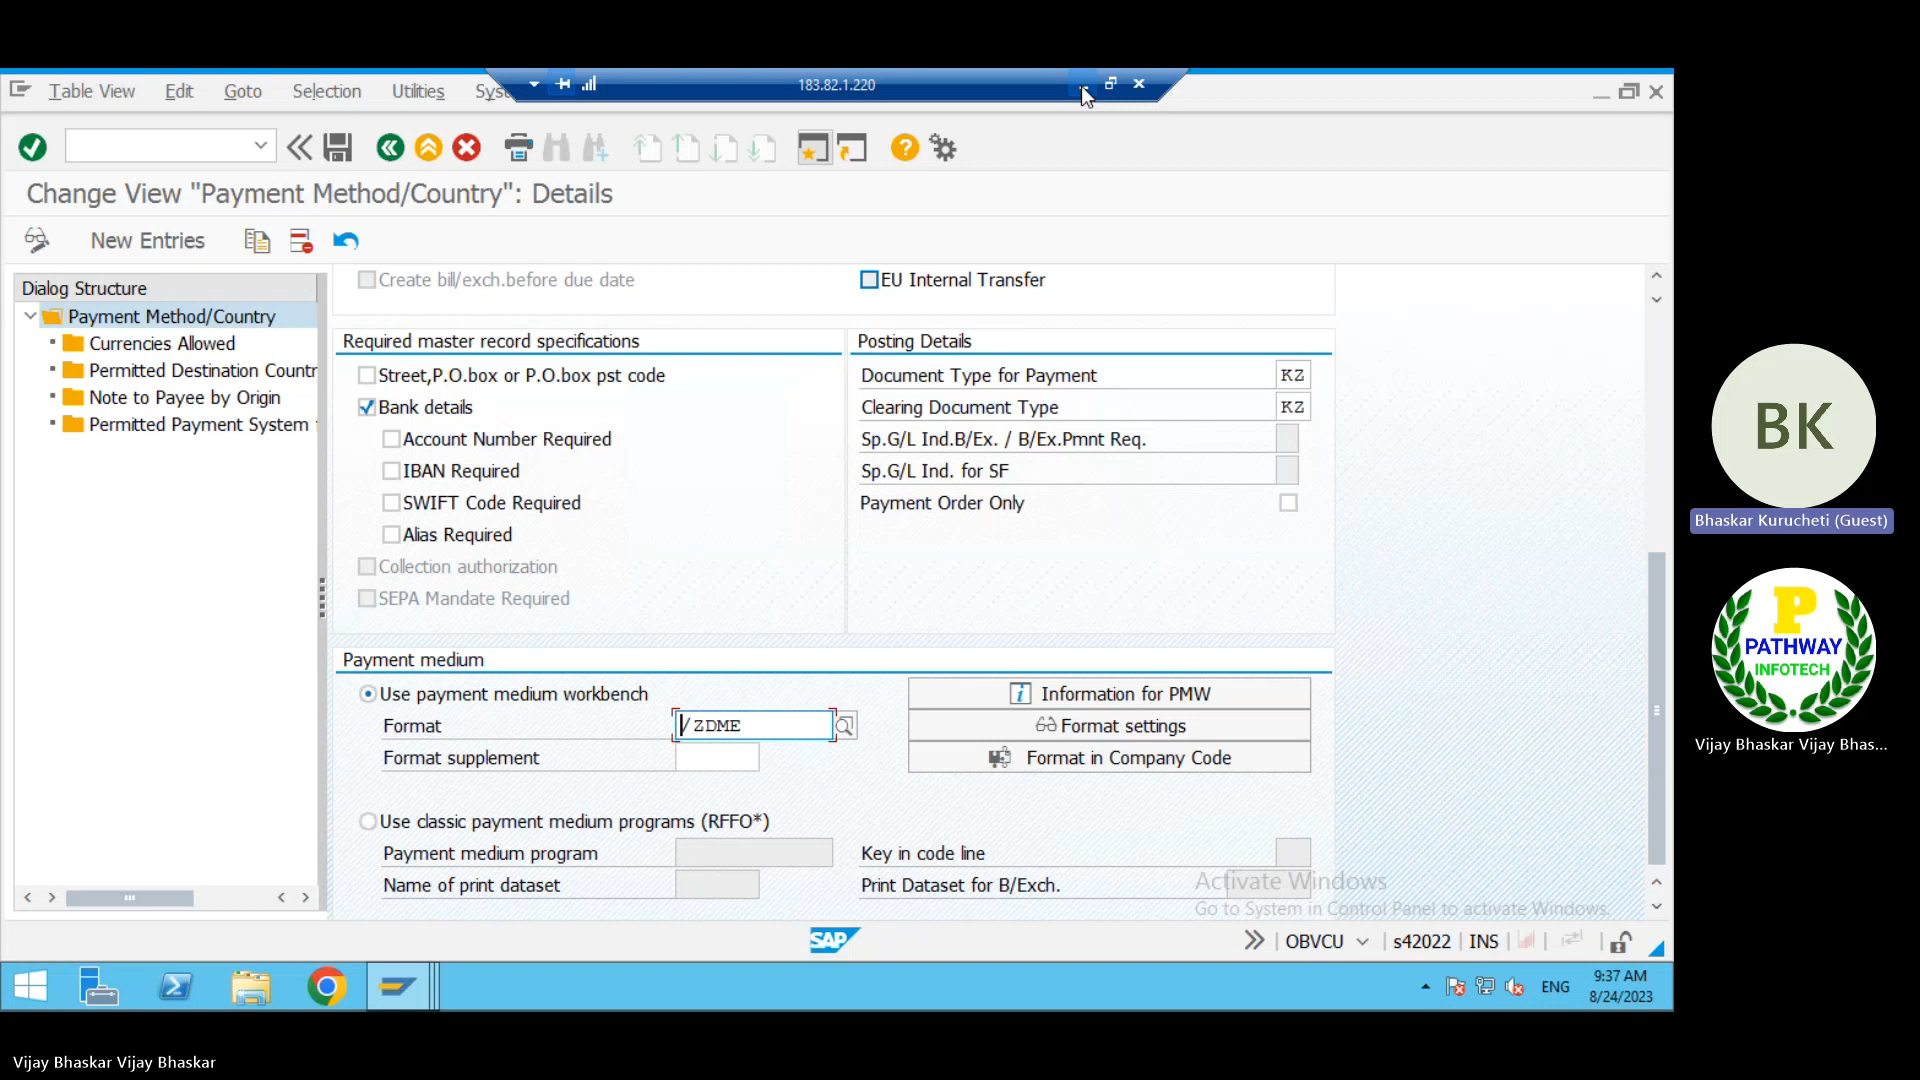 183.82.1.220
Table View Edit Goto Selection Utilities Sys
Change View "Payment Method/Country": Details
New Entries
Dialog Structure
Payment Method/Country
Currencies Allowed
Permitted Destination Countr
Note to Payee by Origin
Permitted Payment System
Create bill/exch.before due date
EU Internal Transfer
Required master record specifications
Street,P.O.box or P.O.box pst code
Bank details
Account Number Required
IBAN Required
SWIFT Code Required
Alias Required
Collection authorization
SEPA Mandate Required
Posting Details
Document Type for Payment KZ
Clearing Document Type KZ
Sp.G/L Ind.B/Ex. / B/Ex.Pmnt Req.
Sp.G/L Ind. for SF
Payment Order Only
Payment medium
Use payment medium workbench
Format /ZDME
Format supplement
Information for PMW
Format settings
Format in Company Code
Use classic payment medium programs (RFFO*)
Payment medium program
Name of print dataset
Key in code line
Print Dataset for B/Exch.
Activate Windows
Go to System in Control Panel to activate Windows.
SAP
OBVCU s42022 INS
ENG
9:37 AM
8/24/2023
BK
Bhaskar Kurucheti (Guest)
P
PATHWAY
INFOTECH
Vijay Bhaskar Vijay Bhas...
Vijay Bhaskar Vijay Bhaskar